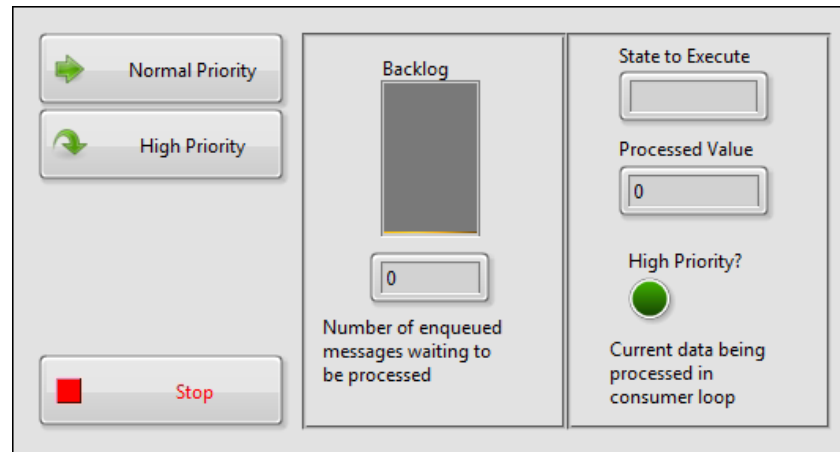 Normal Priority
High Priority
Stop
Backlog
0
Number of enqueued
messages waiting to
be processed
State to Execute
Processed Value
0
High Priority?
Current data being
processed in
consumer loop